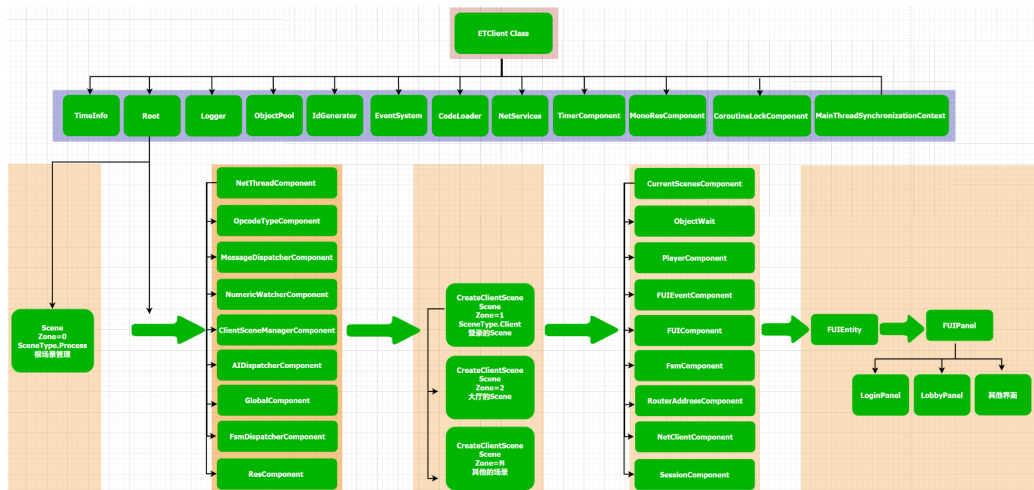 ETClient Class
TimeInfo
Root
Logger
ObjectPool
IdGenerater
EventSystem
CodeLoader
NetServices
TimerComponent
MonoResComponent
CoroutineLockComponent
MainThreadSynchronizationContext
Scene
Zone=0
SceneType.Process
根场景管理
NetThreadComponent
OpcodeTypeComponent
MessageDispatcherComponent
NumericWatcherComponent
ClientSceneManagerComponent
AIDispatcherComponent
GlobalComponent
FsmDispatcherComponent
ResComponent
CreateClientScene
Scene
Zone=1
SceneType.Client
登录的Scene
CreateClientScene
Scene
Zone=2
大厅的Scene
CreateClientScene
Scene
Zone=N
其他的场景
CurrentScenesComponent
ObjectWait
PlayerComponent
FUIEventComponent
FUIComponent
FsmComponent
RouterAddressComponent
NetClientComponent
SessionComponent
FUIEntity
FUIPanel
LoginPanel
LobbyPanel
其他界面